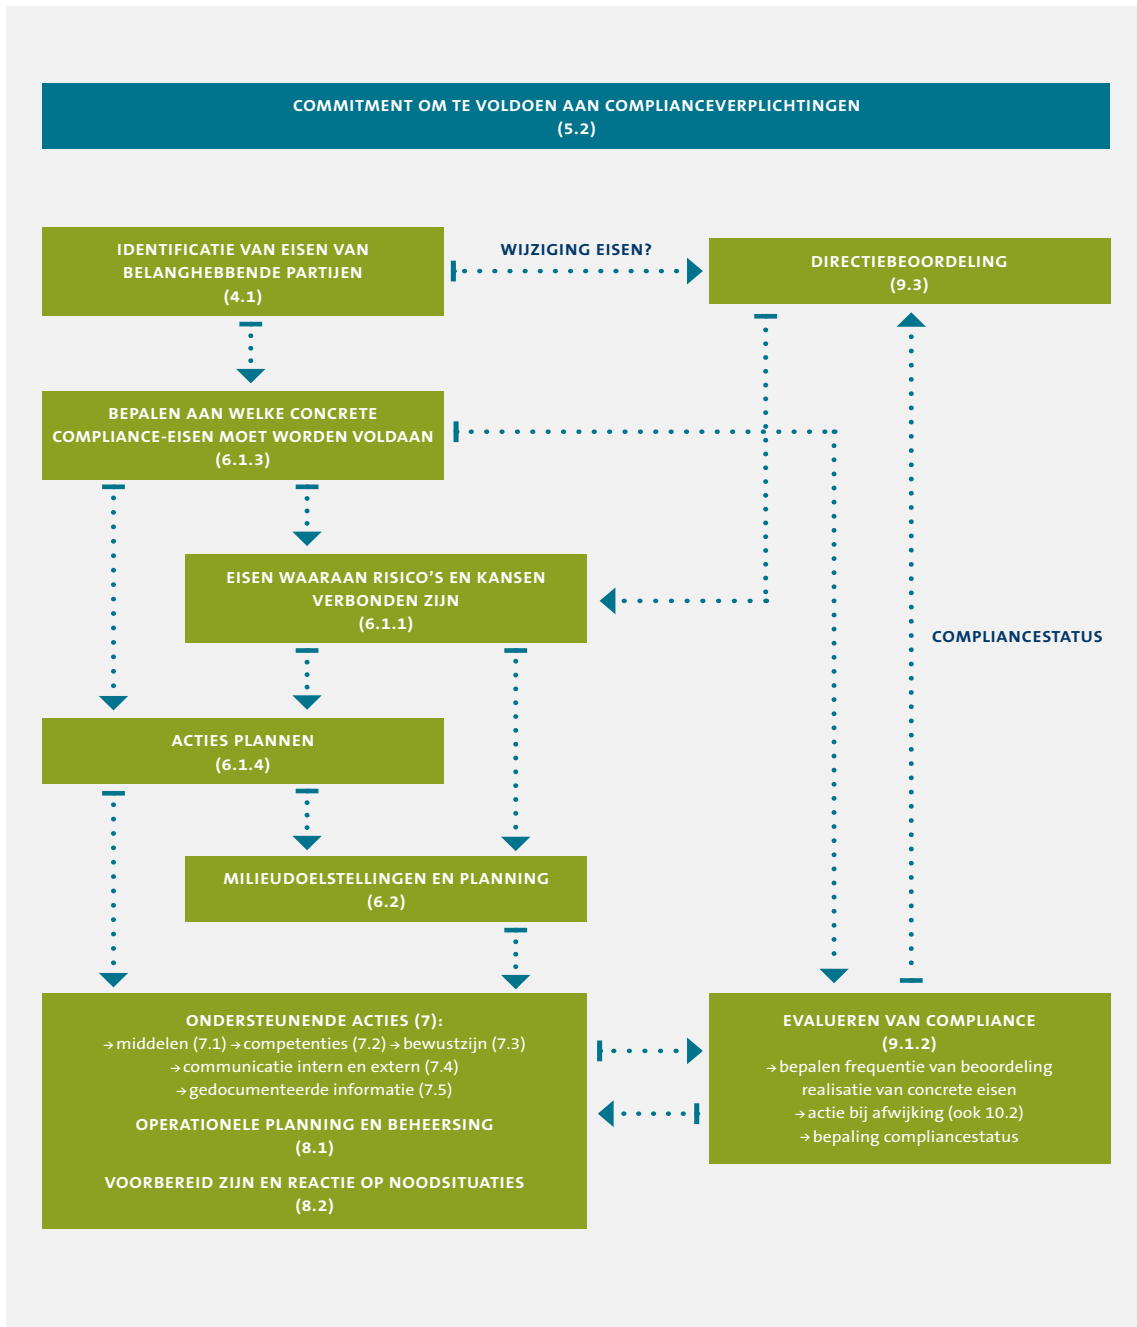 COMMITMENT OM TE VOLDOEN AAN COMPLIANCEVERPLICHTINGEN
(5.2)
IDENTIFICATIE VAN EISEN VAN
BELANGHEBBENDE PARTIJEN
(4.1)
WIJZIGING EISEN?
DIRECTIEBEOORDELING
(9.3)
BEPALEN AAN WELKE CONCRETE
COMPLIANCE-EISEN MOET WORDEN VOLDAAN
(6.1.3)
EISEN WAARAAN RISICO'S EN KANSEN
VERBONDEN ZIJN
(6.1.1)
COMPLIANCESTATUS
ACTIES PLANNEN
(6.1.4)
MILIEUDOELSTELLINGEN EN PLANNING
(6.2)
ONDERSTEUNENDE ACTIES (7):
→ middelen (7.1) → competenties (7.2) → bewustzijn (7.3)
→ communicatie intern en extern (7.4)
→ gedocumenteerde informatie (7.5)
OPERATIONELE PLANNING EN BEHEERSING
(8.1)
VOORBEREID ZIJN EN REACTIE OP NOODSITUATIES
(8.2)
EVALUEREN VAN COMPLIANCE
(9.1.2)
→ bepalen frequentie van beoordeling
realisatie van concrete eisen
→ actie bij afwijking (ook 10.2)
→ bepaling compliancestatus